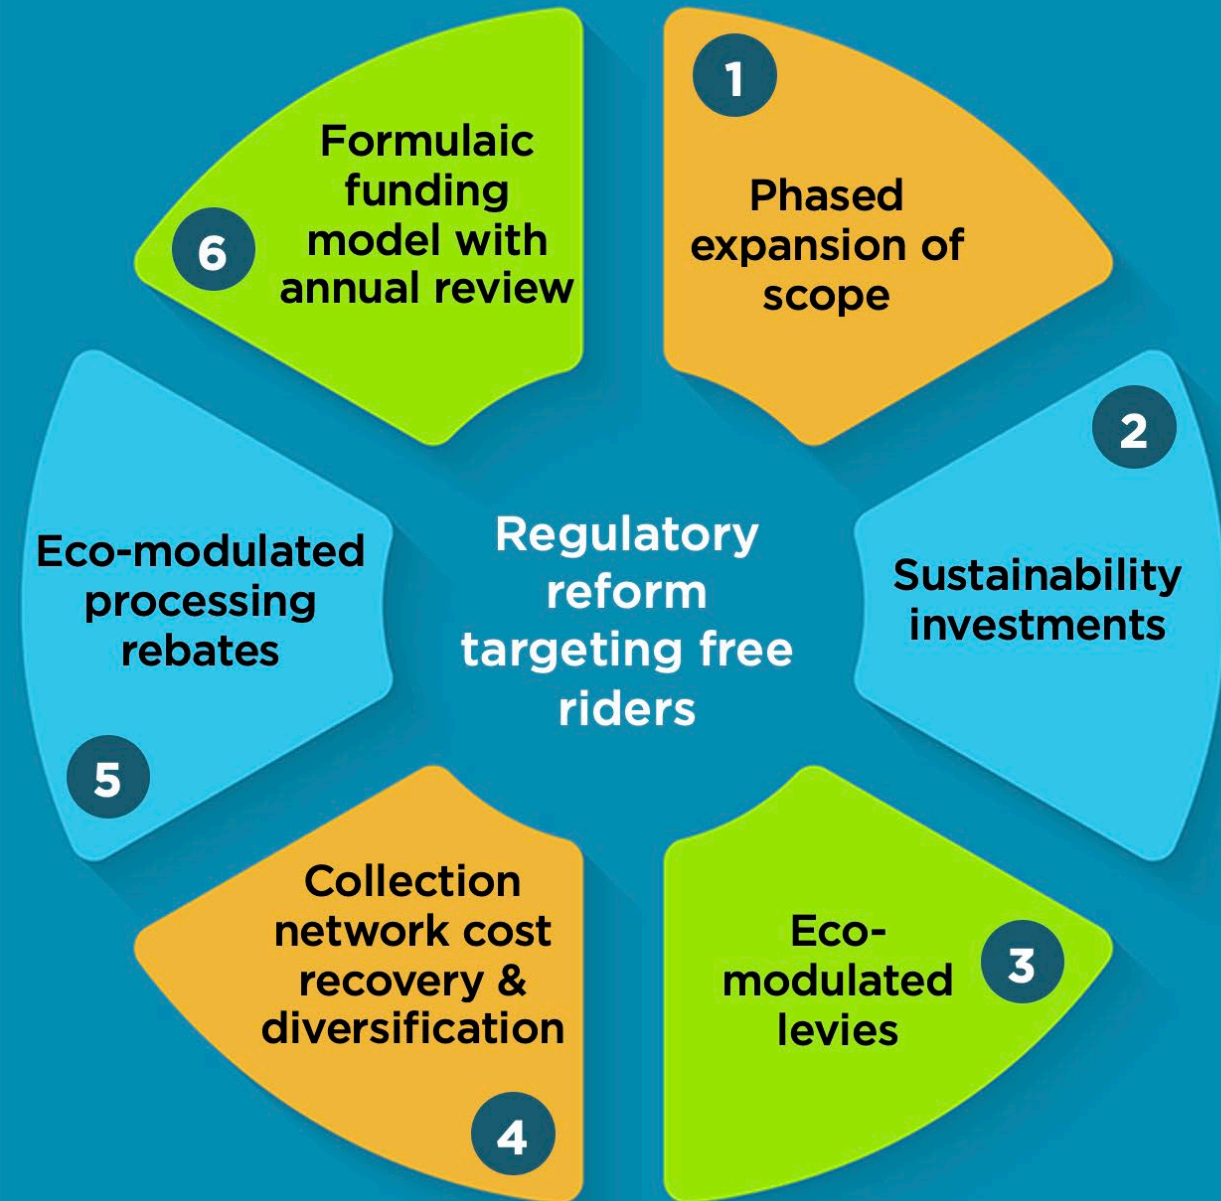 1
Phased
expansion of
scope
2
Sustainability
investments
3
Eco-
modulated
levies
4
Collection
network cost
recovery &
diversification
5
Eco-modulated
processing
rebates
6
Formulaic
funding
model with
annual review
Regulatory
reform
targeting free
riders